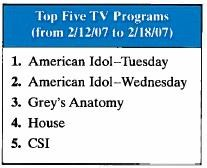 Top Five TV Programs
(from 2/12/07 to 2/18/07)
1. American Idol–Tuesday
2. American Idol–Wednesday
3. Grey's Anatomy
4. House
5. CSI